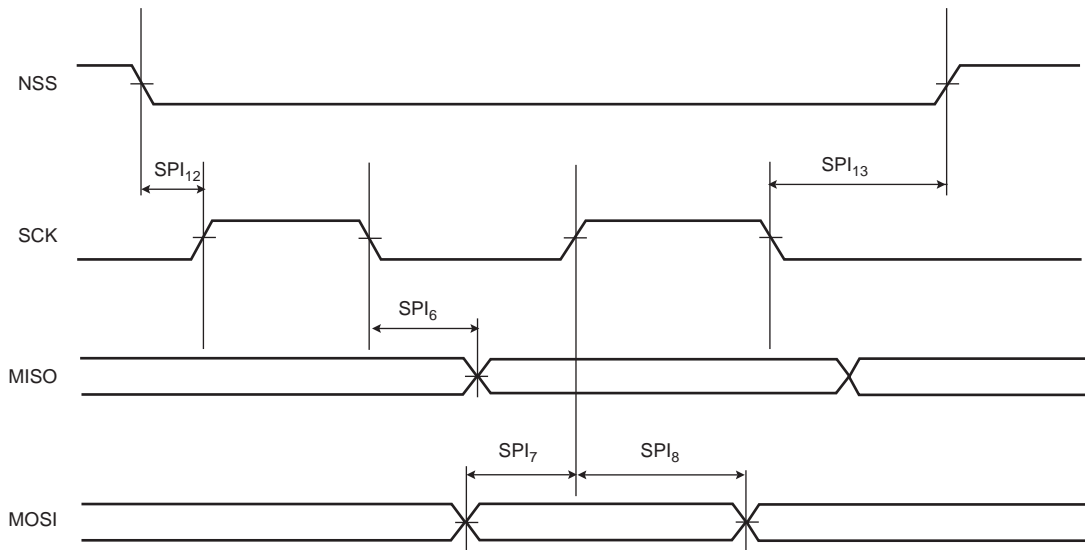 NSS
SPI₁₂
SPI₁₃
SCK
SPI₆
MISO
SPI₇
SPI₈
MOSI